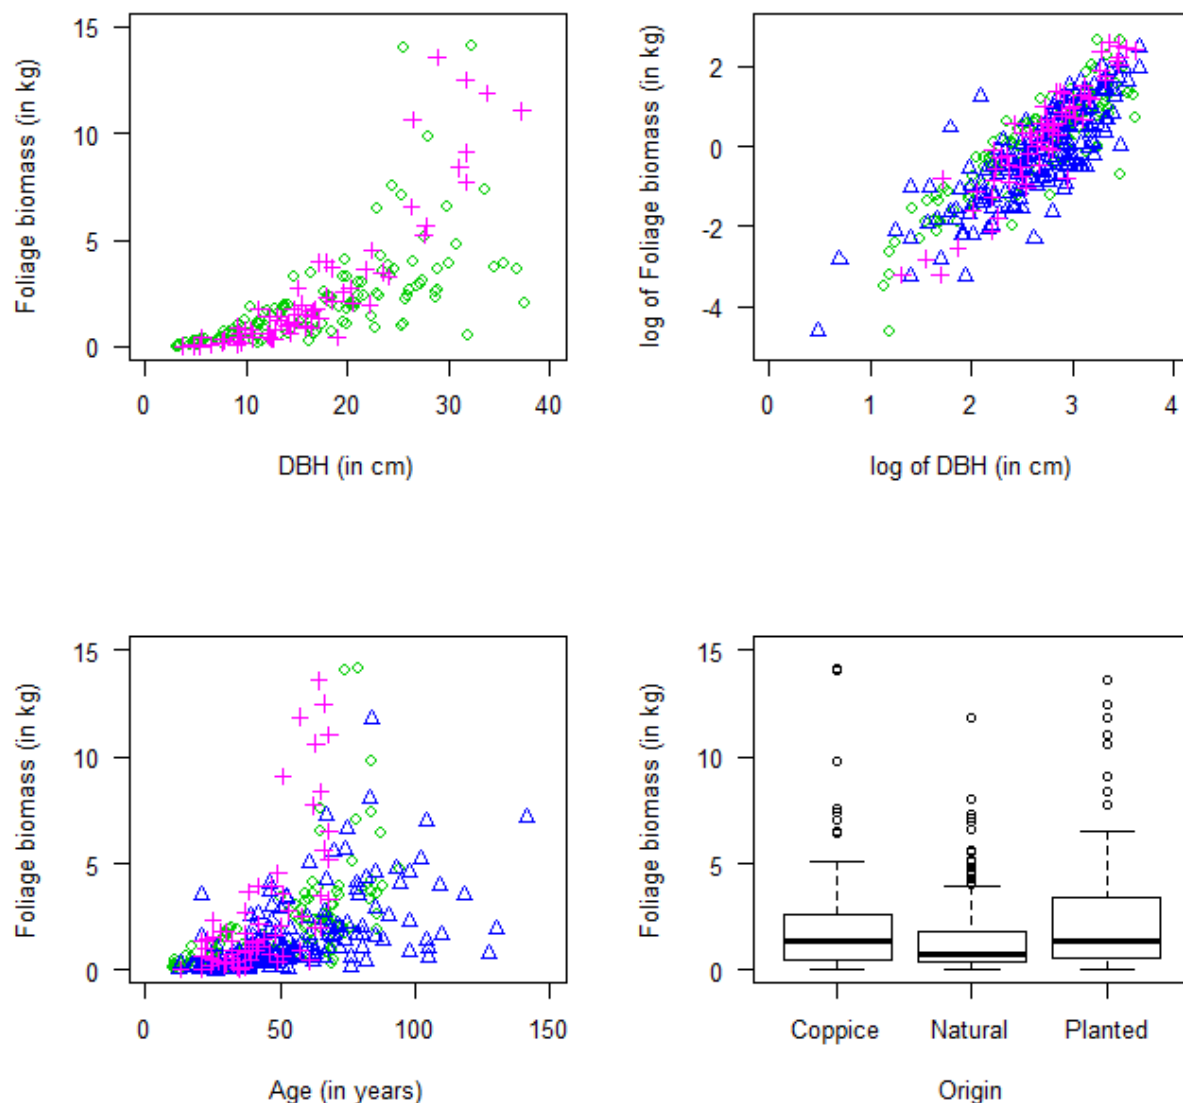 Foliage biomass (in kg)
15
10
5
0
0 10 20 30 40
DBH (in cm)
log of Foliage biomass (in kg)
2
0
-2
-4
0 1 2 3 4
log of DBH (in cm)
Foliage biomass (in kg)
15
10
5
0
0 50 100 150
Age (in years)
Foliage biomass (in kg)
15
10
5
0
Coppice Natural Planted
Origin